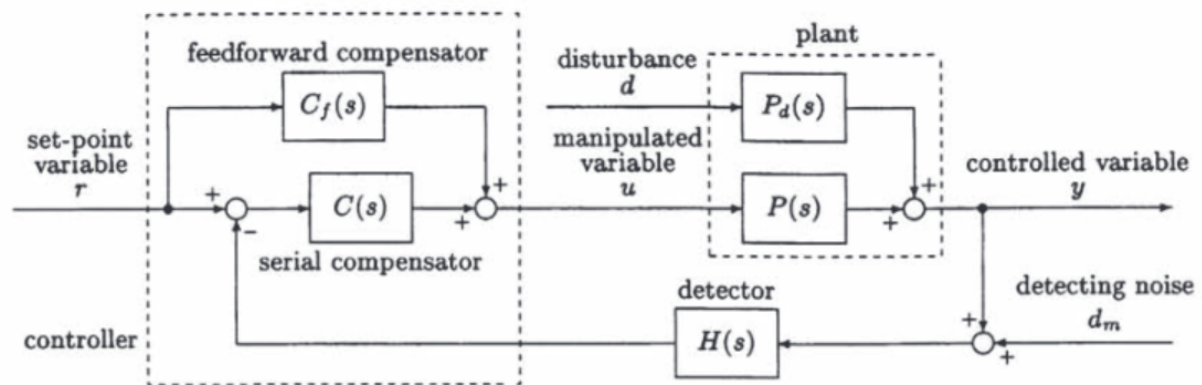 plant
feedforward compensator
disturbance
d
C_f(s)
P_d(s)
set-point
variable
r
manipulated
variable
u
controlled variable
y
+
+
+
C(s)
+
P(s)
+
-
serial compensator
detector
detecting noise
d_m
+
controller
H(s)
+